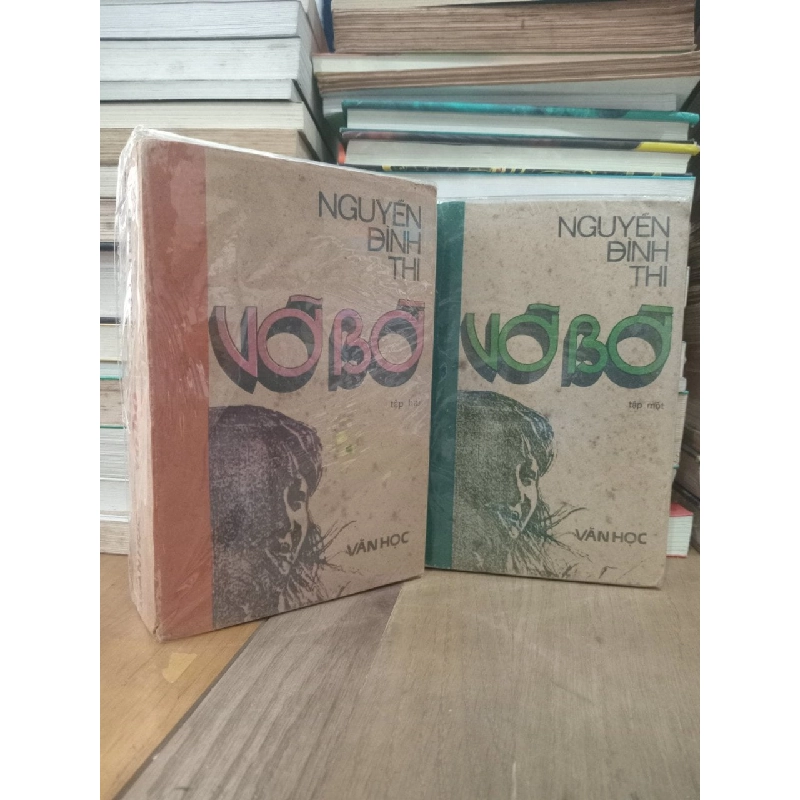 NGUYỄN
ĐÌNH
THI
VỠ BỜ
tập hai
VĂN HỌC
NGUYỄN
ĐÌNH
THI
VỠ BỜ
tập một
VĂN HỌC